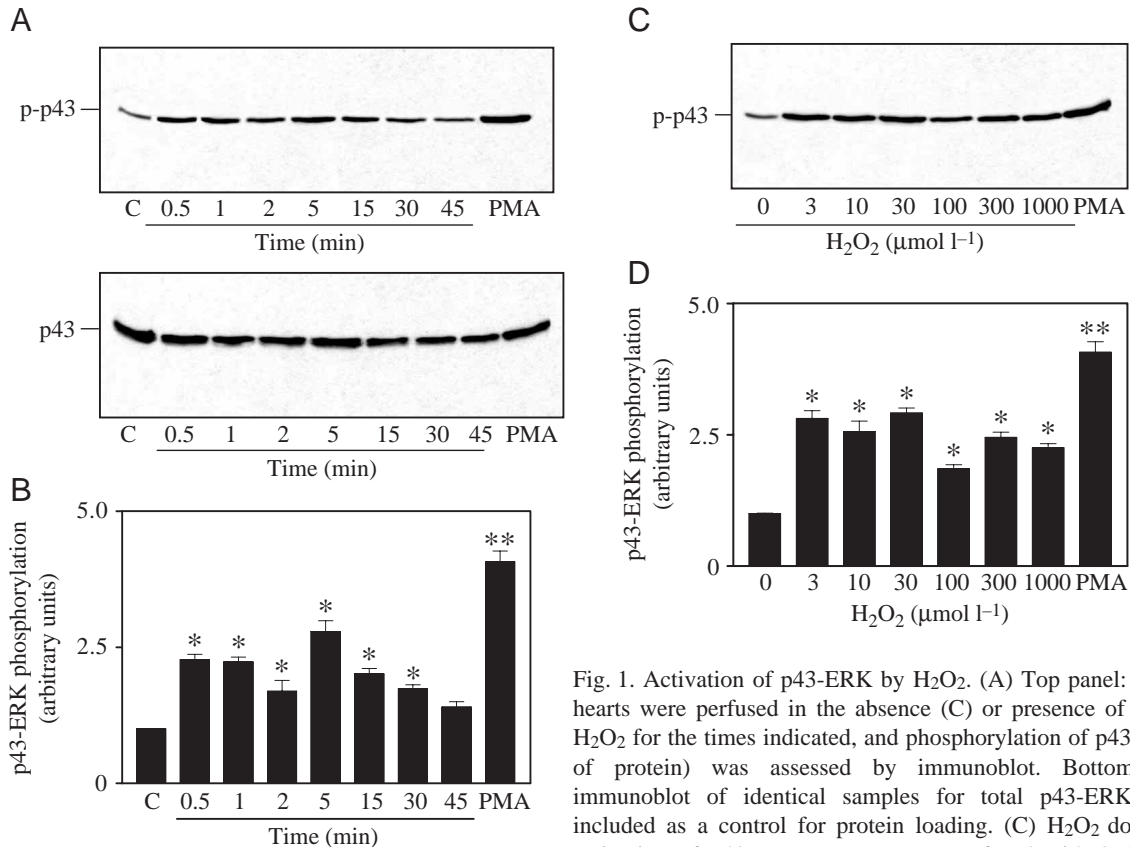 A
p-p43
C 0.5 1 2 5 15 30 45 PMA
Time (min)
p43
C 0.5 1 2 5 15 30 45 PMA
Time (min)
B
p43-ERK phosphorylation
(arbitrary units)
5.0
2.5
0
* * * * * * **
C 0.5 1 2 5 15 30 45 PMA
Time (min)
C
p-p43
0 3 10 30 100 300 1000 PMA
H2O2 (μmol l–1)
D
p43-ERK phosphorylation
(arbitrary units)
5.0
2.5
0
* * * * * * **
0 3 10 30 100 300 1000 PMA
H2O2 (μmol l–1)
Fig. 1. Activation of p43-ERK by H2O2. (A) Top panel:
hearts were perfused in the absence (C) or presence of
H2O2 for the times indicated, and phosphorylation of p43
of protein) was assessed by immunoblot. Bottom
immunoblot of identical samples for total p43-ERK
included as a control for protein loading. (C) H2O2 do